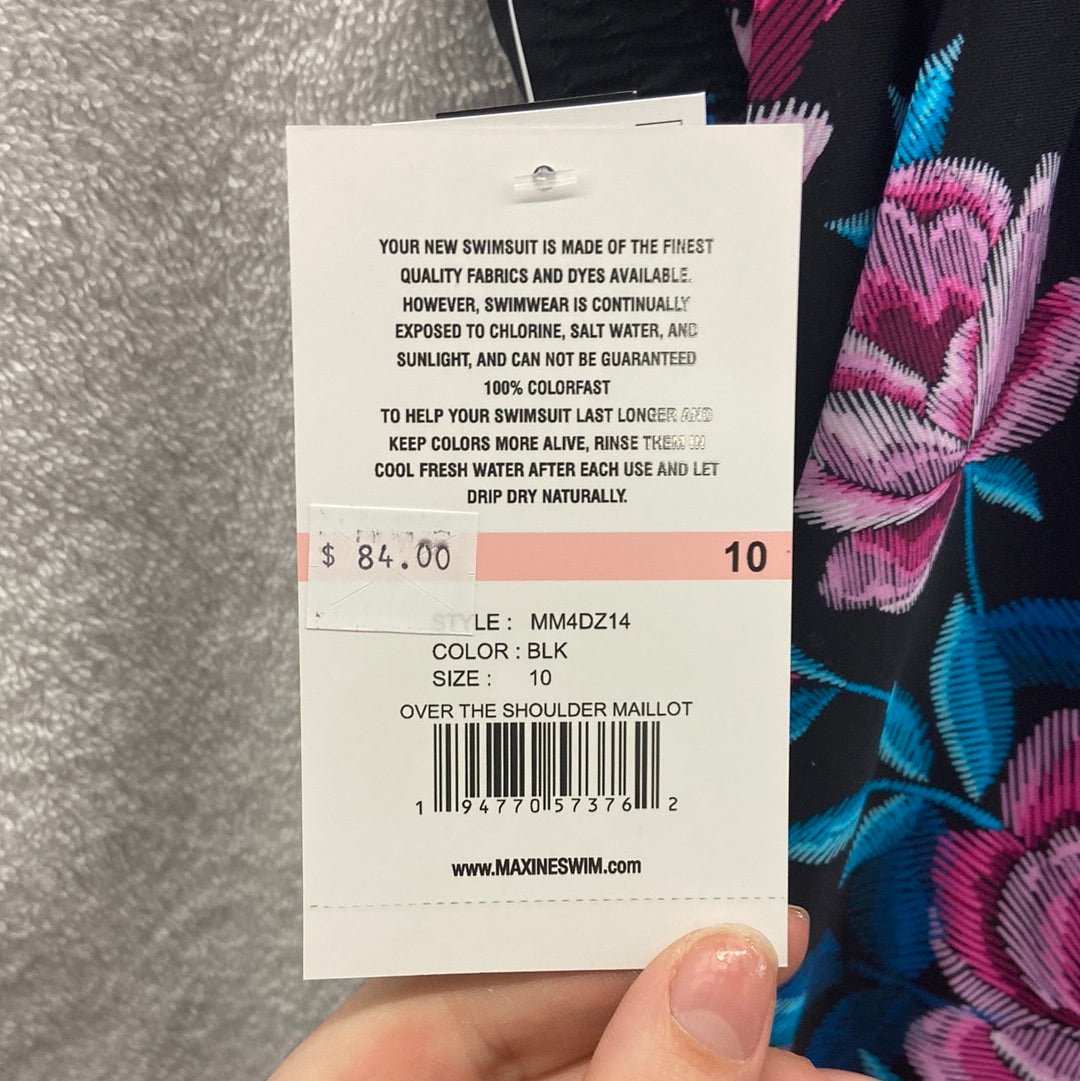 YOUR NEW SWIMSUIT IS MADE OF THE FINEST
QUALITY FABRICS AND DYES AVAILABLE.
HOWEVER, SWIMWEAR IS CONTINUALLY
EXPOSED TO CHLORINE, SALT WATER, AND
SUNLIGHT, AND CAN NOT BE GUARANTEED
100% COLORFAST
TO HELP YOUR SWIMSUIT LAST LONGER AND
KEEP COLORS MORE ALIVE, RINSE THEM IN
COOL FRESH WATER AFTER EACH USE AND LET
DRIP DRY NATURALLY.
$ 84.00
10
STYLE : MM4DZ14
COLOR : BLK
SIZE : 10
OVER THE SHOULDER MAILLOT
1 94770 57376 2
www.MAXINESWIM.com